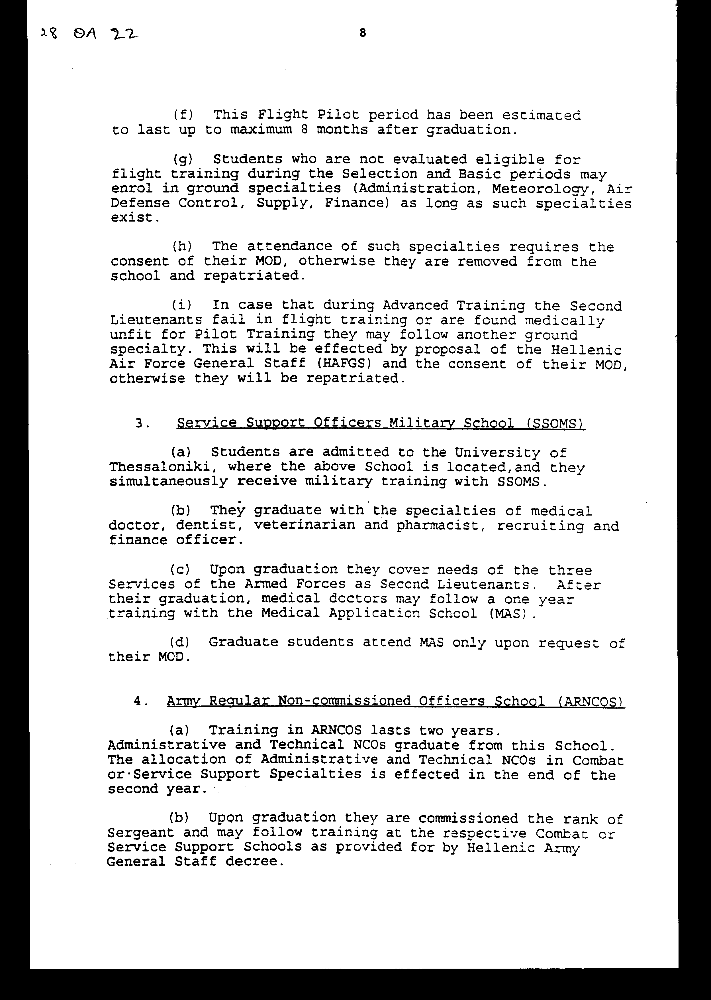 28 OA 22
8
(f) This Flight Pilot period has been estimated
to last up to maximum 8 months after graduation.
(g) Students who are not evaluated eligible for
flight training during the Selection and Basic periods may
enrol in ground specialties (Administration, Meteorology, Air
Defense Control, Supply, Finance) as long as such specialties
exist.
(h) The attendance of such specialties requires the
consent of their MOD, otherwise they are removed from the
school and repatriated.
(i) In case that during Advanced Training the Second
Lieutenants fail in flight training or are found medically
unfit for Pilot Training they may follow another ground
specialty. This will be effected by proposal of the Hellenic
Air Force General Staff (HAFGS) and the consent of their MOD,
otherwise they will be repatriated.
3. Service Support Officers Military School (SSOMS)
(a) Students are admitted to the University of
Thessaloniki, where the above School is located,and they
simultaneously receive military training with SSOMS.
(b) They graduate with the specialties of medical
doctor, dentist, veterinarian and pharmacist, recruiting and
finance officer.
(c) Upon graduation they cover needs of the three
Services of the Armed Forces as Second Lieutenants. After
their graduation, medical doctors may follow a one year
training with the Medical Application School (MAS).
(d) Graduate students attend MAS only upon request of
their MOD.
4. Army Regular Non-commissioned Officers School (ARNCOS)
(a) Training in ARNCOS lasts two years.
Administrative and Technical NCOs graduate from this School.
The allocation of Administrative and Technical NCOs in Combat
or Service Support Specialties is effected in the end of the
second year.
(b) Upon graduation they are commissioned the rank of
Sergeant and may follow training at the respective Combat or
Service Support Schools as provided for by Hellenic Army
General Staff decree.